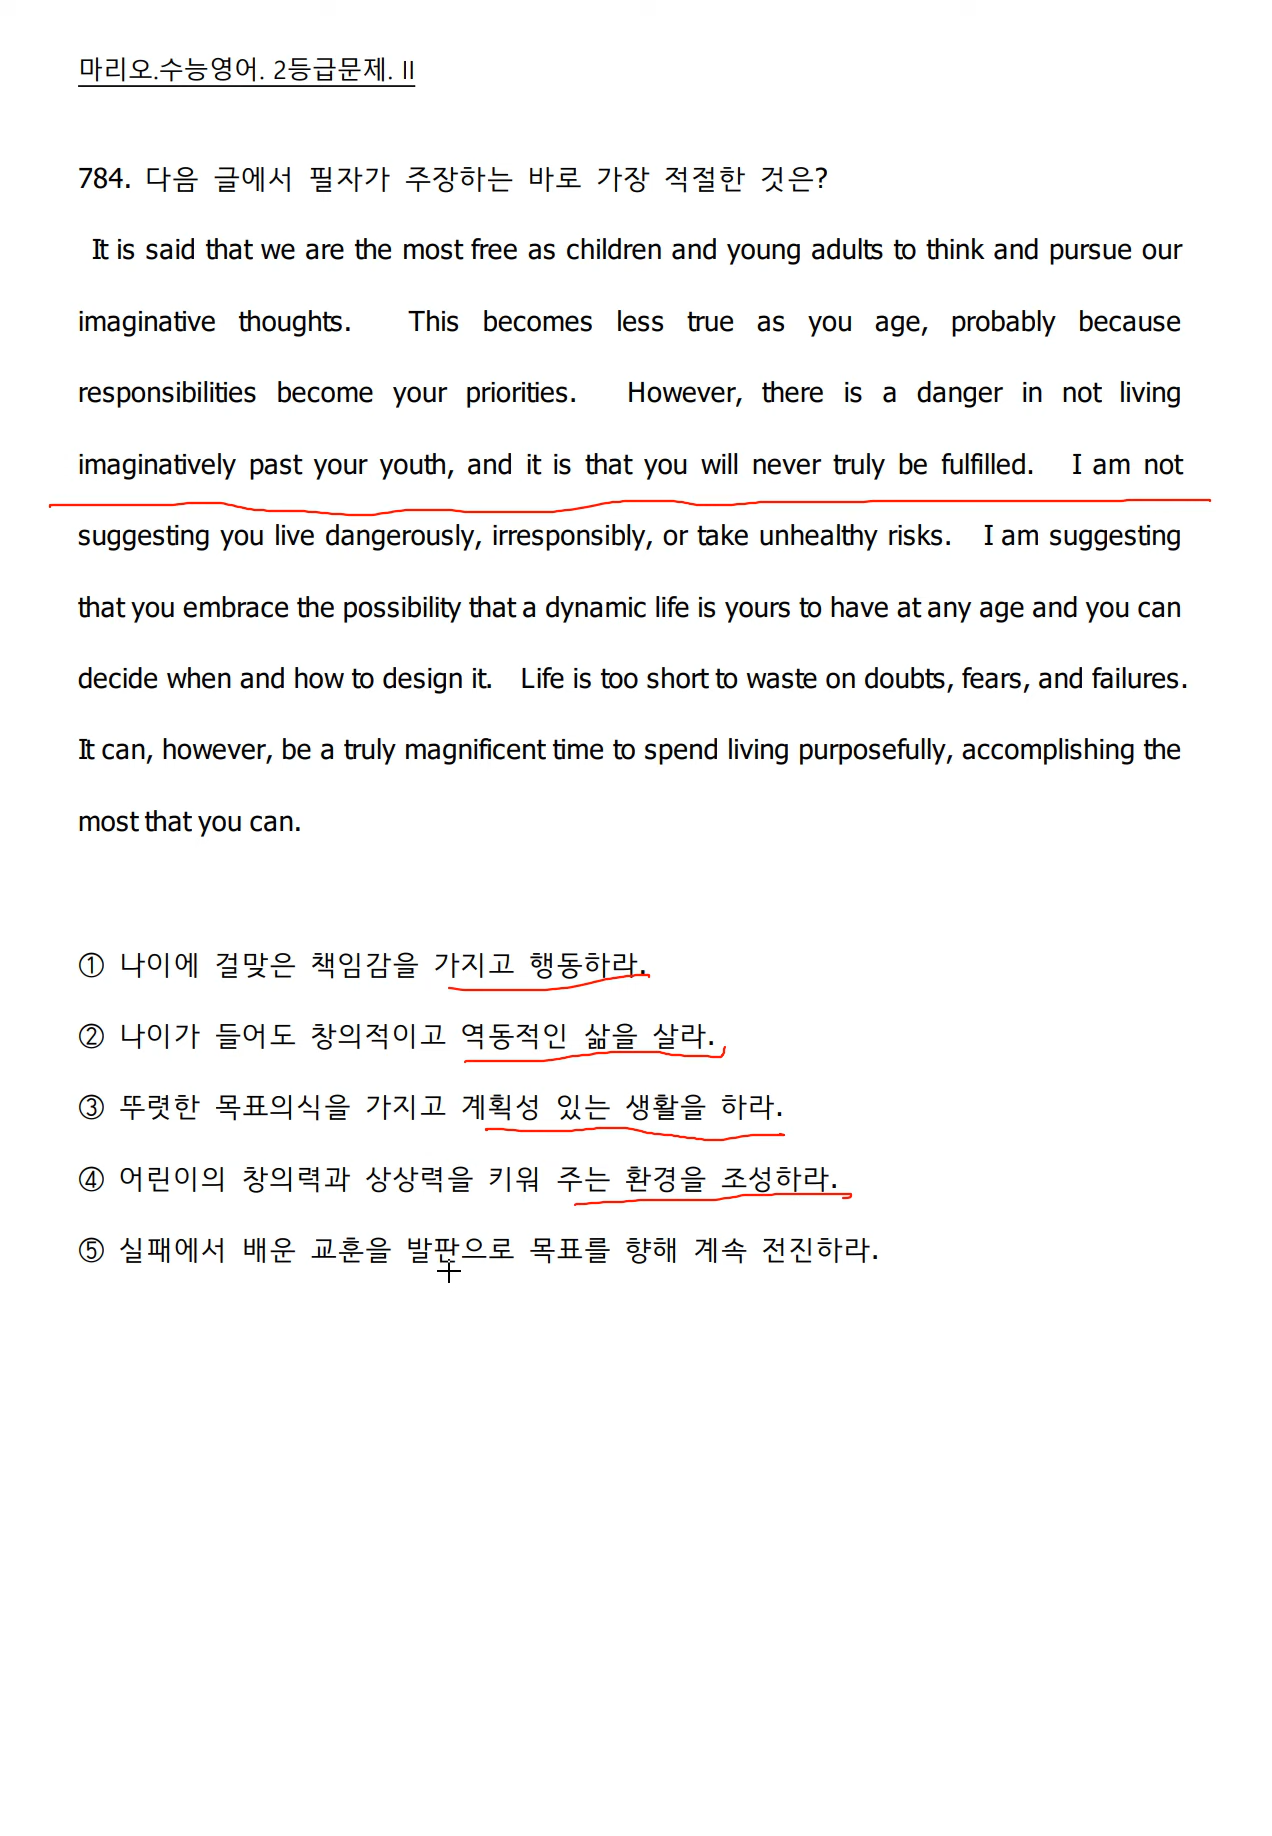 마리오.수능영어. 2등급문제. II
784. 다음 글에서 필자가 주장하는 바로 가장 적절한 것은?
It is said that we are the most free as children and young adults to think and pursue our
imaginative thoughts. This becomes less true as you age, probably because
responsibilities become your priorities. However, there is a danger in not living
imaginatively past your youth, and it is that you will never truly be fulfilled. I am not
suggesting you live dangerously, irresponsibly, or take unhealthy risks. I am suggesting
that you embrace the possibility that a dynamic life is yours to have at any age and you can
decide when and how to design it. Life is too short to waste on doubts, fears, and failures.
It can, however, be a truly magnificent time to spend living purposefully, accomplishing the
most that you can.
① 나이에 걸맞은 책임감을 가지고 행동하라.
② 나이가 들어도 창의적이고 역동적인 삶을 살라.
③ 뚜렷한 목표의식을 가지고 계획성 있는 생활을 하라.
④ 어린이의 창의력과 상상력을 키워 주는 환경을 조성하라.
⑤ 실패에서 배운 교훈을 발판으로 목표를 향해 계속 전진하라.